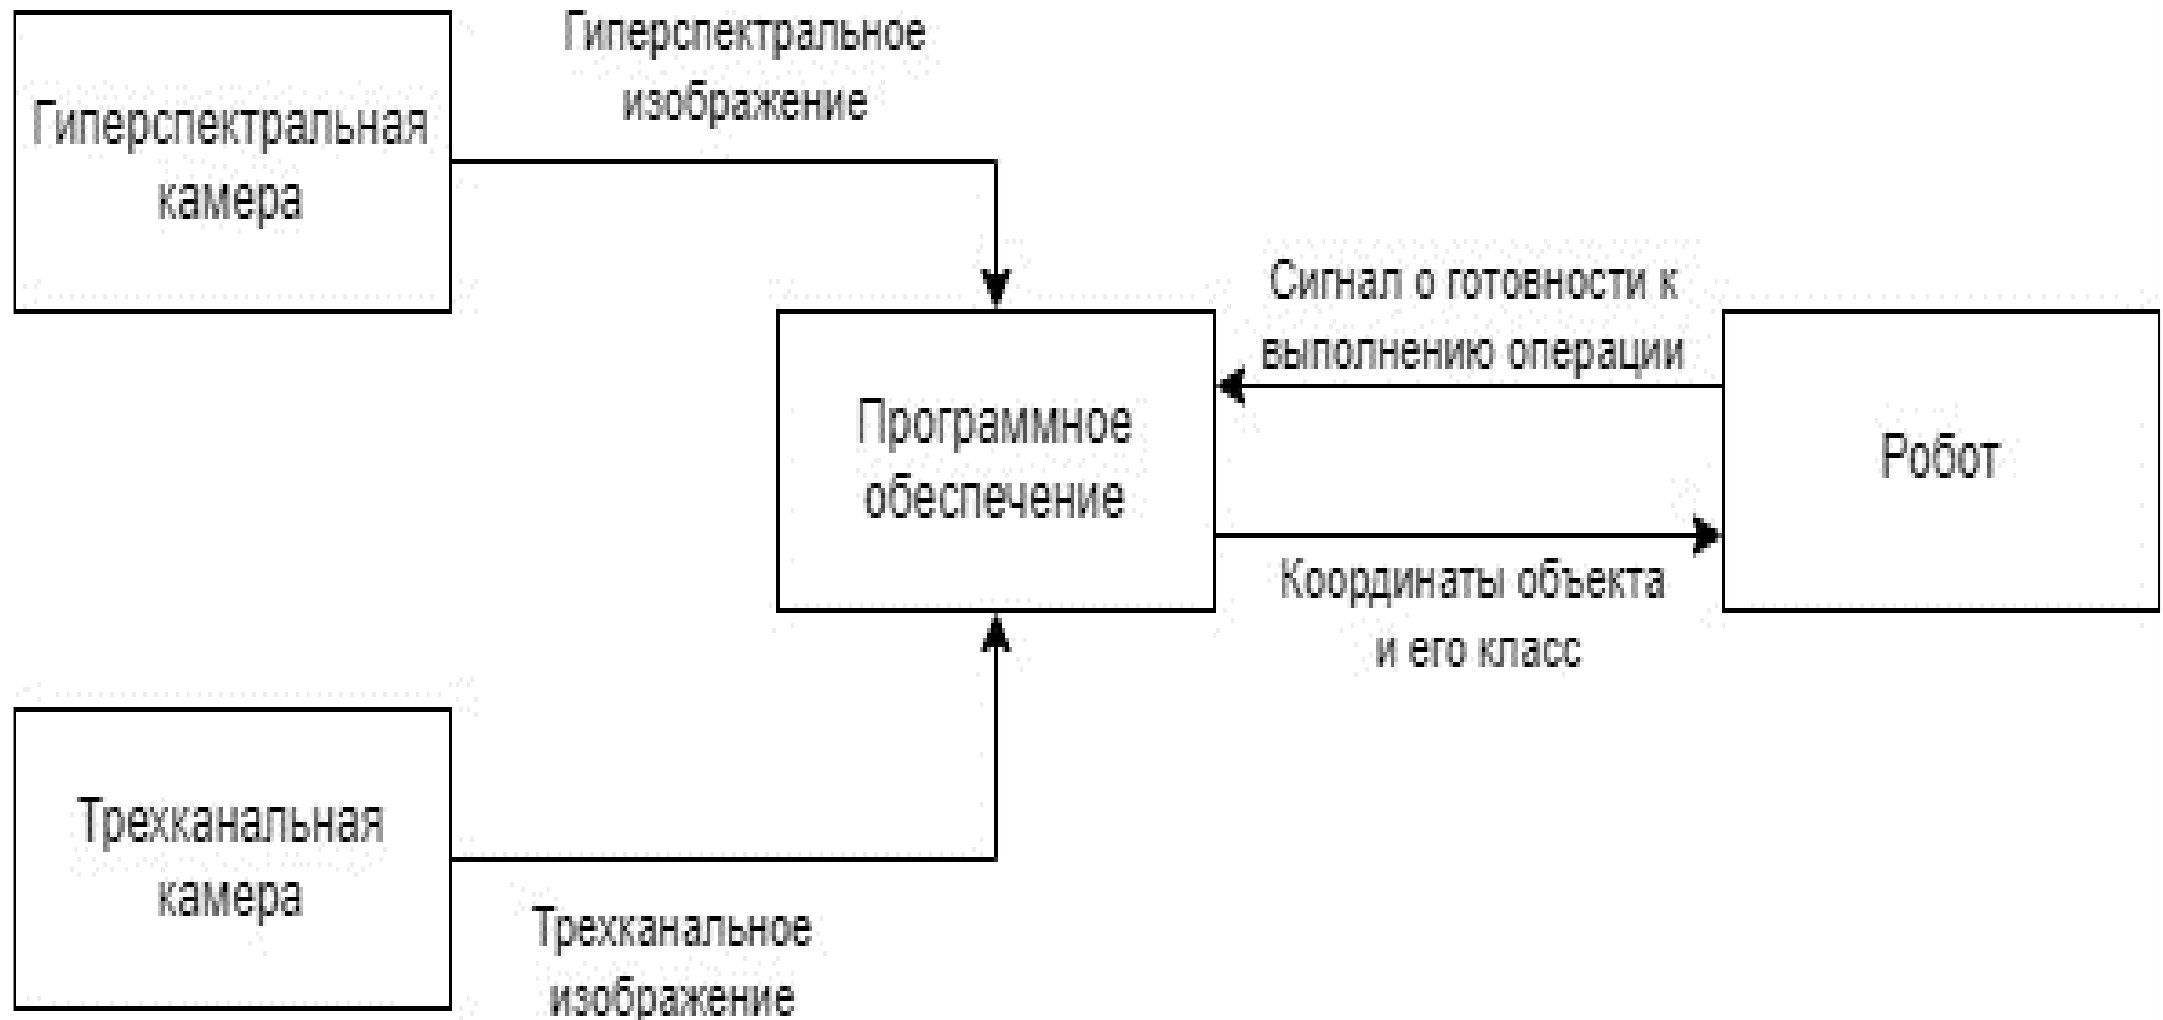 Гиперспектральная
камера
Гиперспектральное
изображение
Программное
обеспечение
Сигнал о готовности к
выполнению операции
Робот
Координаты объекта
и его класс
Трехканальная
камера
Трехканальное
изображение